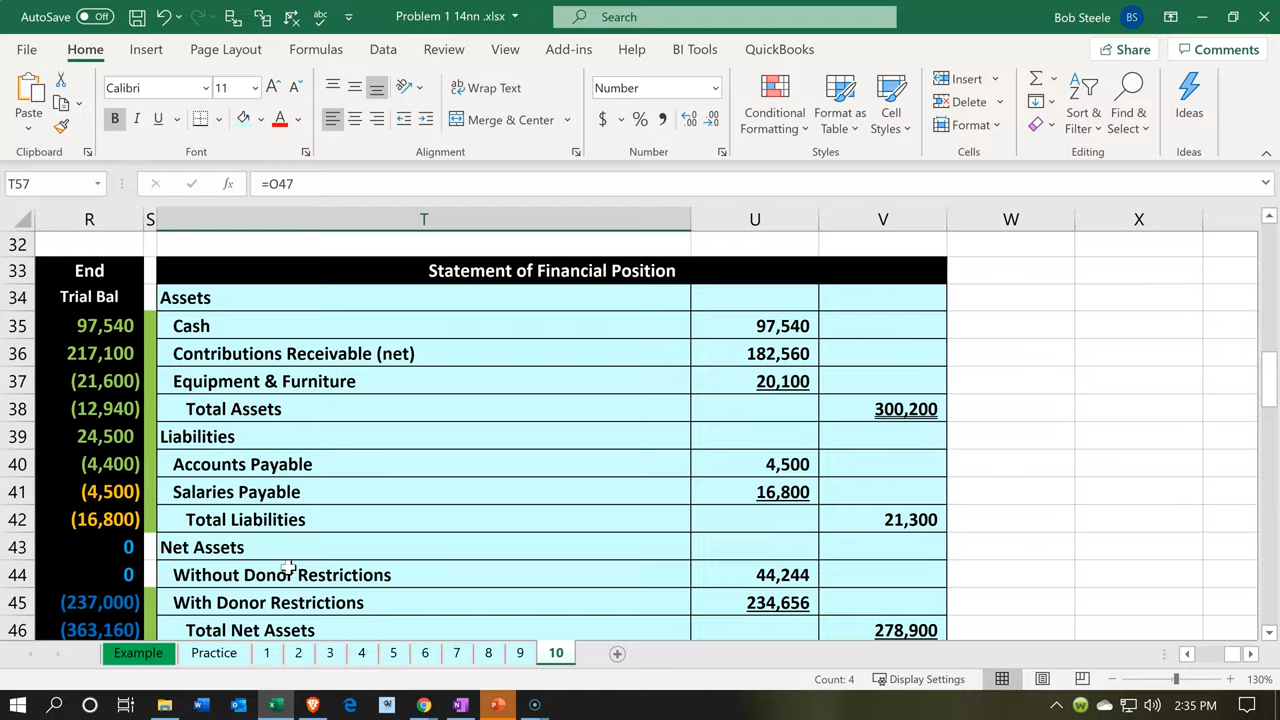 AutoSave Off Problem 1 14nn .xlsx Search Bob Steele BS
File Home Insert Page Layout Formulas Data Review View Add-ins Help BI Tools QuickBooks Share Comments
Calibri 11 Wrap Text Number Insert
Paste B I U A Merge & Center $ % Conditional Formatting Format as Table Cell Styles Delete Sort & Filter Find & Select Ideas
Format
Clipboard Font Alignment Number Styles Cells Editing Ideas
T57 fx =O47
R S T U V W X
32
33 End Statement of Financial Position
34 Trial Bal Assets
35 97,540 Cash 97,540
36 217,100 Contributions Receivable (net) 182,560
37 (21,600) Equipment & Furniture 20,100
38 (12,940) Total Assets 300,200
39 24,500 Liabilities
40 (4,400) Accounts Payable 4,500
41 (4,500) Salaries Payable 16,800
42 (16,800) Total Liabilities 21,300
43 0 Net Assets
44 0 Without Donor Restrictions 44,244
45 (237,000) With Donor Restrictions 234,656
46 (363,160) Total Net Assets 278,900
Example Practice 1 2 3 4 5 6 7 8 9 10
Count: 4 Display Settings 130%
2:35 PM